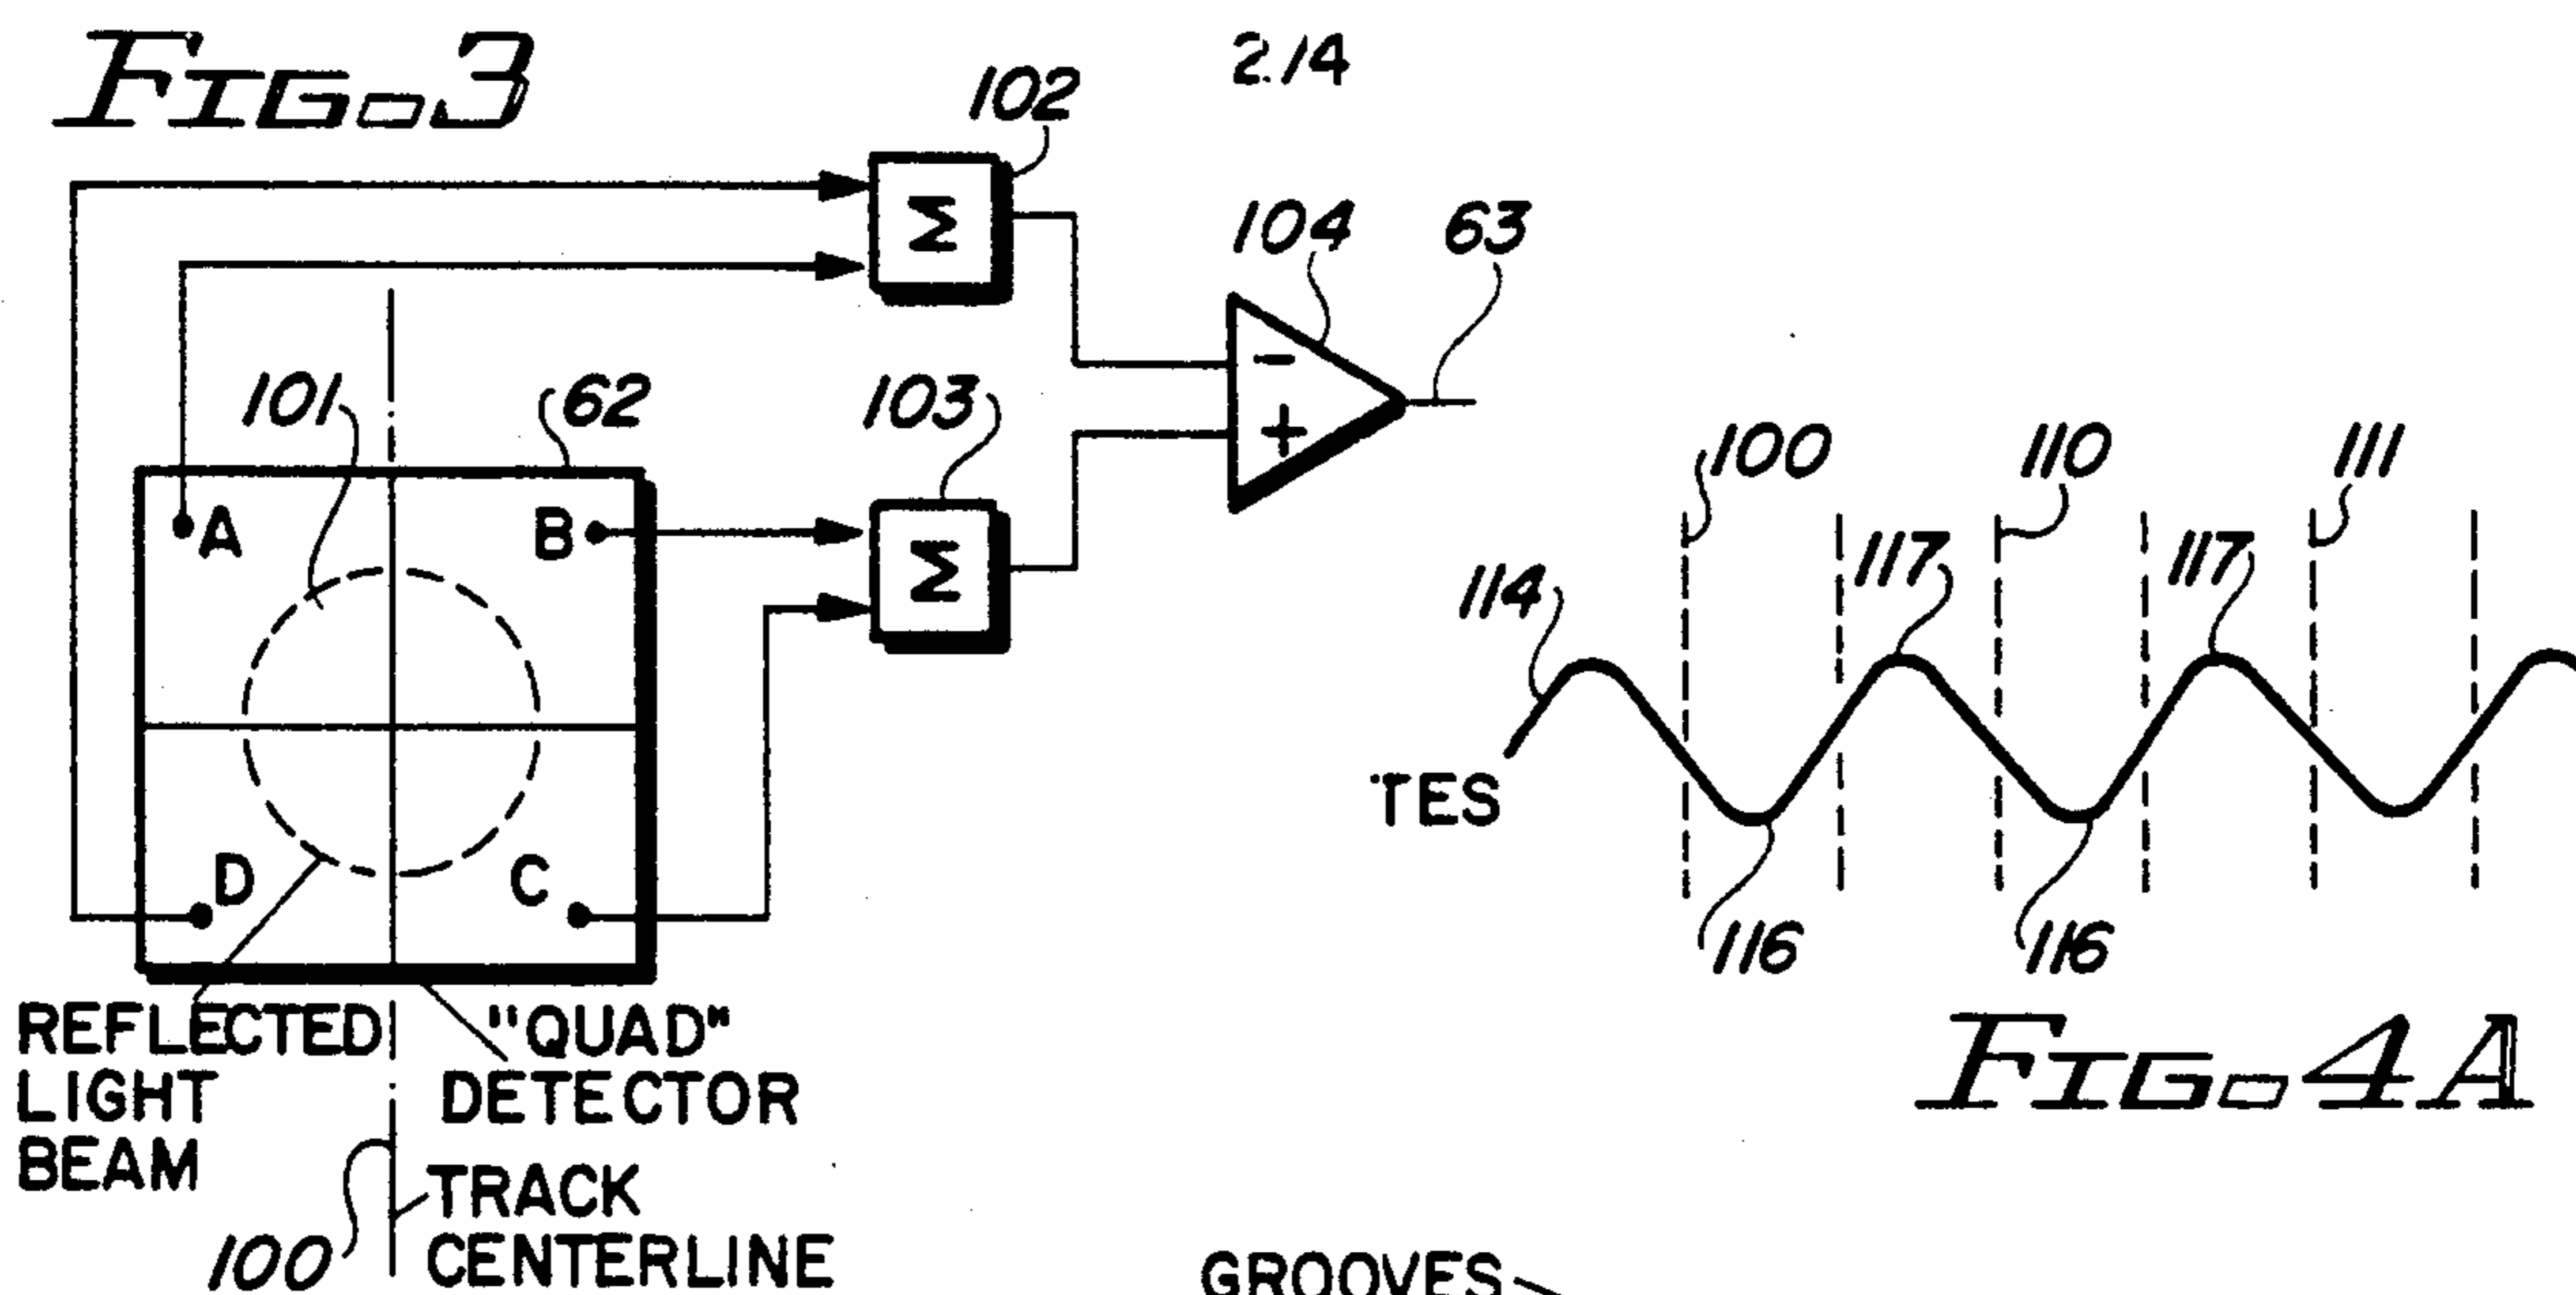 FIG. 3
2/4
102
Σ
104
63
101
62
103
A
B
Σ
-
+
D
C
REFLECTED
LIGHT
BEAM
"QUAD"
DETECTOR
TRACK
CENTERLINE
100
100
110
111
114
117
117
TES
116
116
FIG. 4A
GROOVES